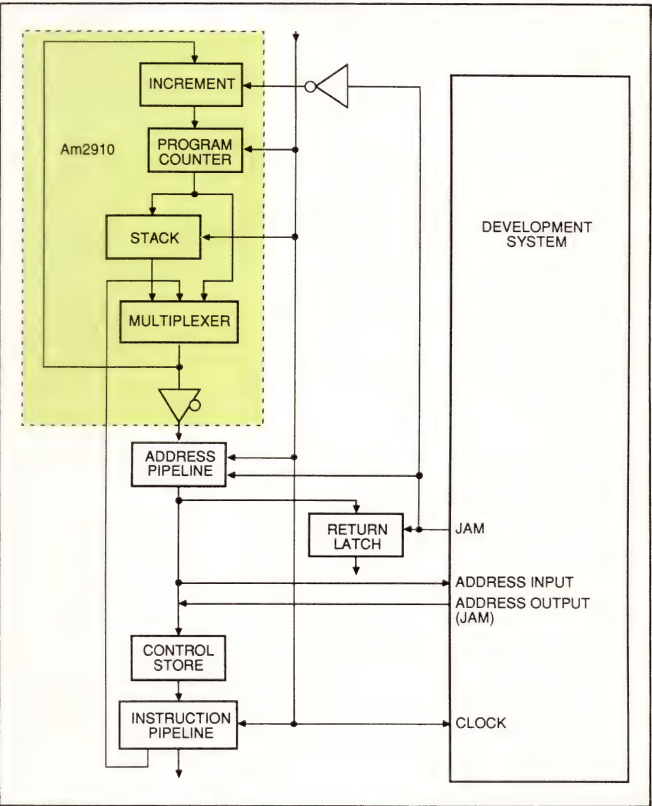 INCREMENT
Am2910
PROGRAM
COUNTER
STACK
DEVELOPMENT
SYSTEM
MULTIPLEXER
ADDRESS
PIPELINE
RETURN
LATCH
JAM
ADDRESS INPUT
ADDRESS OUTPUT
(JAM)
CONTROL
STORE
INSTRUCTION
PIPELINE
CLOCK